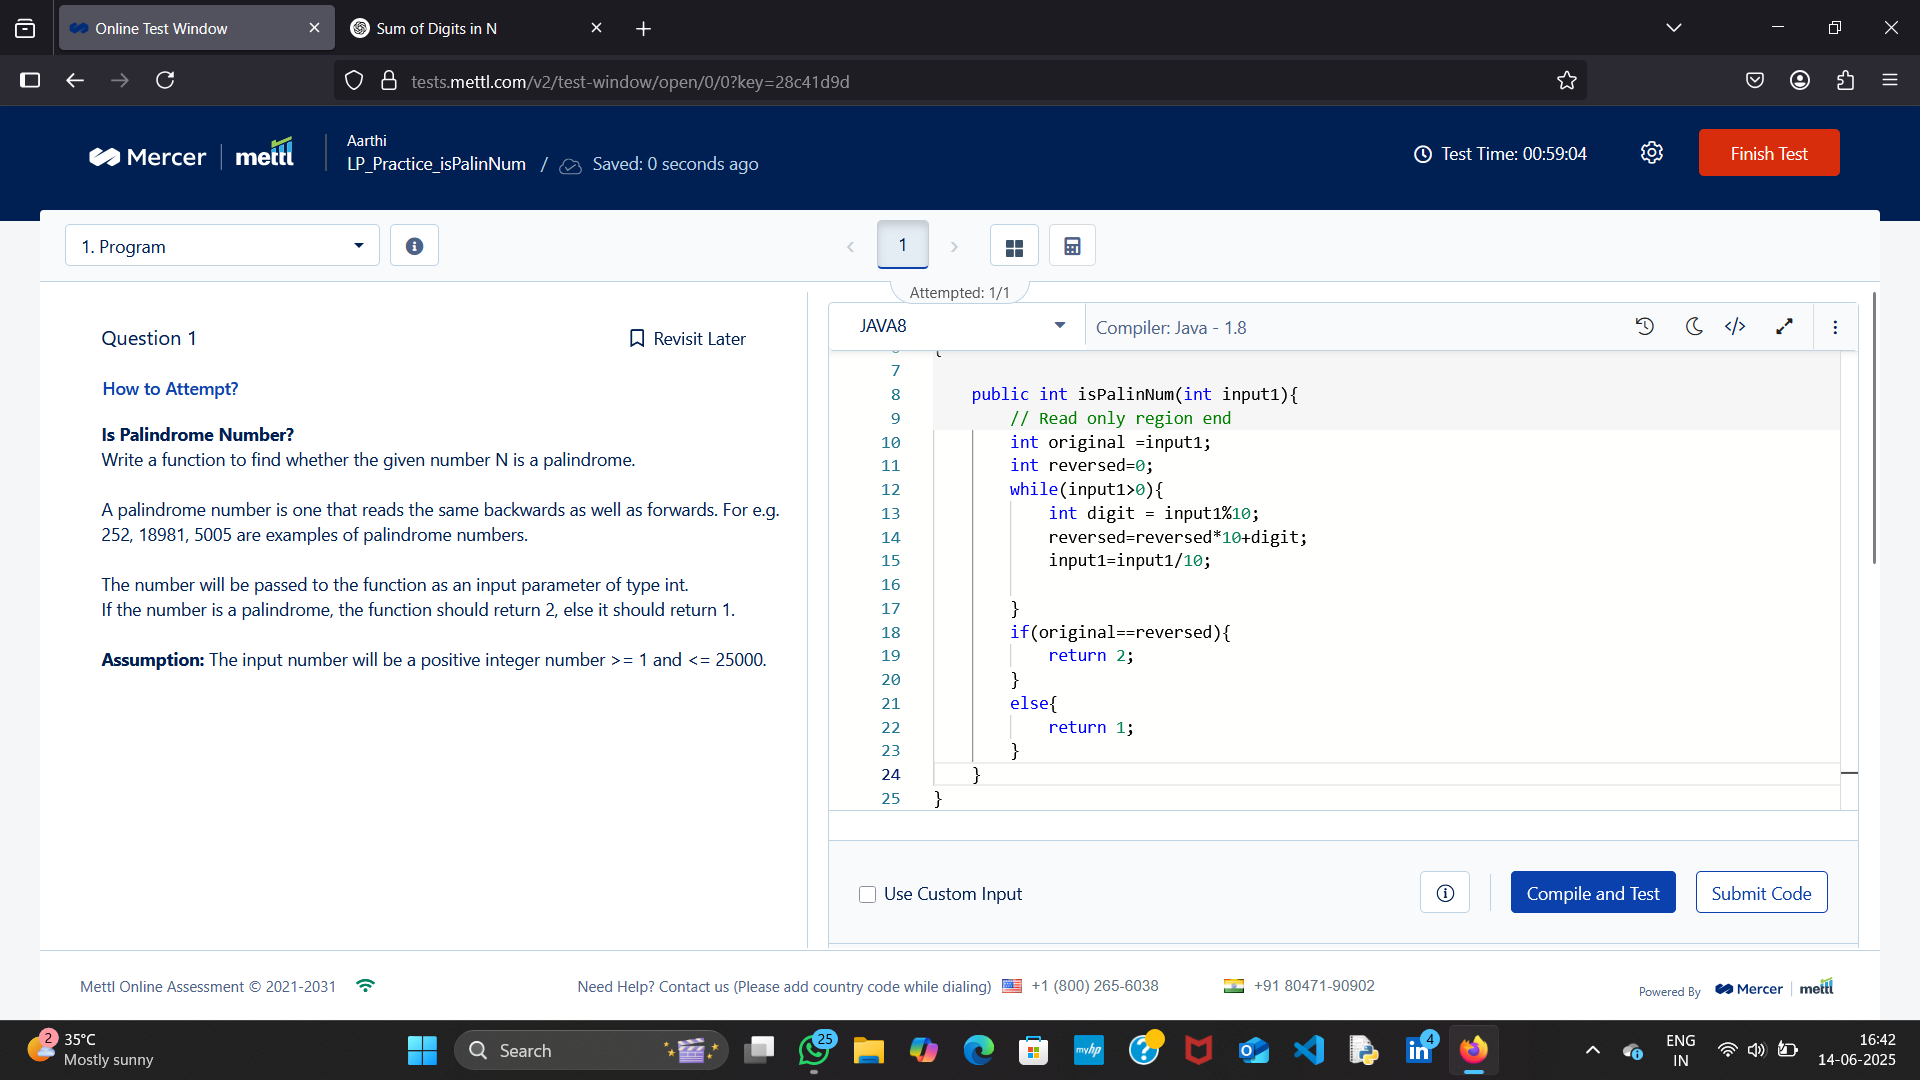 Online Test Window
Sum of Digits in N
tests.mettl.com/v2/test-window/open/0/0?key=28c41d9d
Mercer mettl
Aarthi
LP_Practice_isPalinNum / Saved: 0 seconds ago
Test Time: 00:59:04
Finish Test
1. Program
1
Attempted: 1/1
Question 1
Revisit Later
How to Attempt?
Is Palindrome Number?
Write a function to find whether the given number N is a palindrome.
A palindrome number is one that reads the same backwards as well as forwards. For e.g.
252, 18981, 5005 are examples of palindrome numbers.
The number will be passed to the function as an input parameter of type int.
If the number is a palindrome, the function should return 2, else it should return 1.
Assumption: The input number will be a positive integer number >= 1 and <= 25000.
JAVA8
Compiler: Java - 1.8
7
8 public int isPalinNum(int input1){
9 // Read only region end
10 int original =input1;
11 int reversed=0;
12 while(input1>0){
13 int digit = input1%10;
14 reversed=reversed*10+digit;
15 input1=input1/10;
16
17 }
18 if(original==reversed){
19 return 2;
20 }
21 else{
22 return 1;
23 }
24 }
25 }
Use Custom Input
Compile and Test
Submit Code
Mettl Online Assessment © 2021-2031
Need Help? Contact us (Please add country code while dialing) +1 (800) 265-6038
+91 80471-90902
Powered By Mercer mettl
2
35°C
Mostly sunny
Search
25
myhp
4
ENG
IN
16:42
14-06-2025